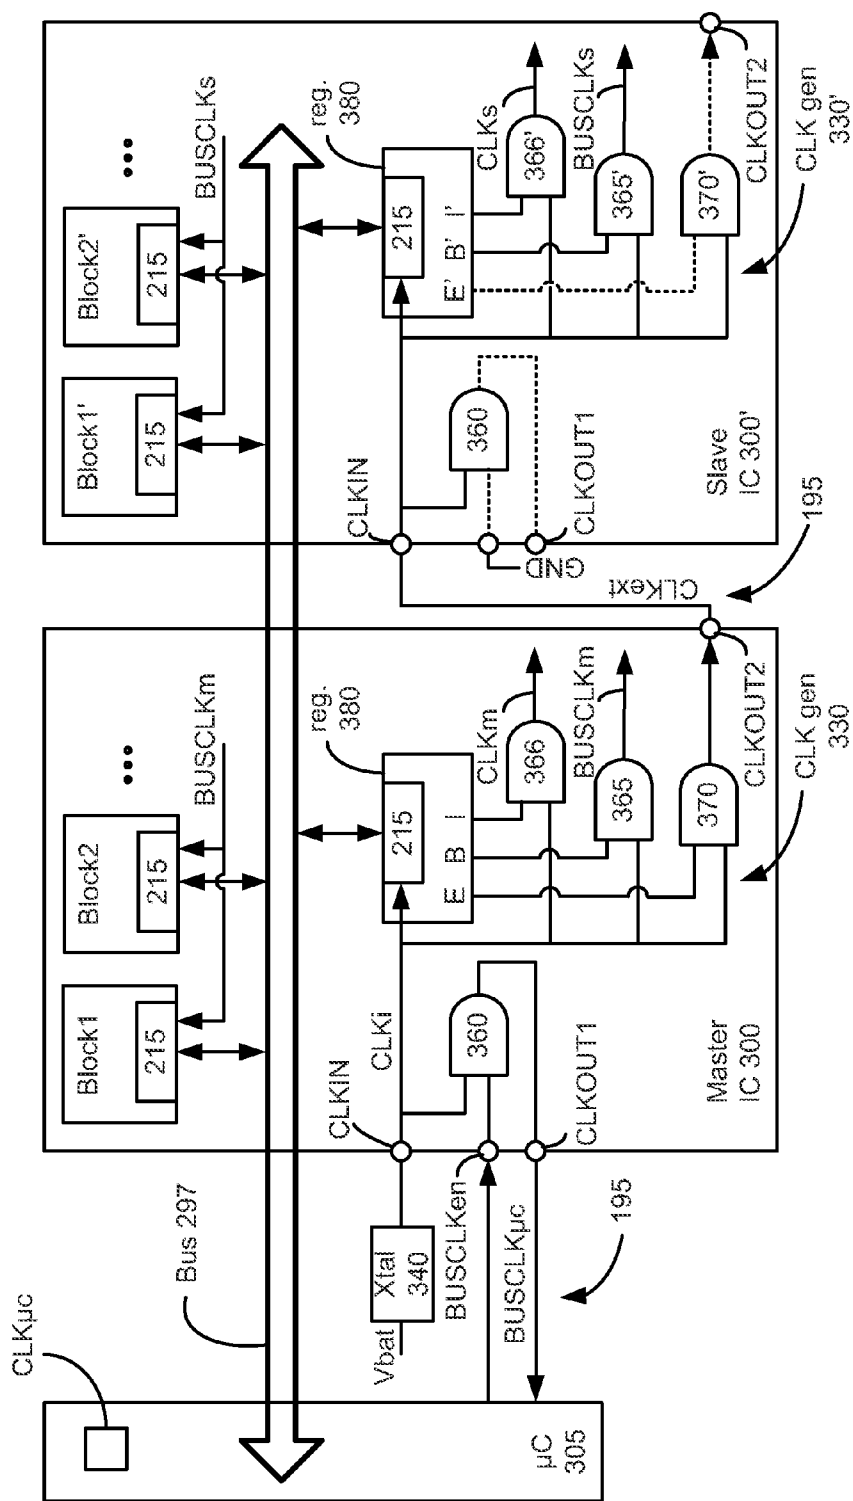 CLKµc
Bus 297
µC
305
Vbat
Xtal
340
BUSCLKen
BUSCLKµc
195
Block1
215
Block2
215
•••
BUSCLKm
CLKIN
CLKi
360
CLKOUT1
reg.
380
215
E B I
CLKm
366
BUSCLKm
365
370
CLKOUT2
CLK gen
330
Master
IC 300
CLKext
195
Block1'
215
Block2'
215
•••
BUSCLKs
CLKIN
GND
360
CLKOUT1
reg.
380
215
E' B' I'
CLKs
366'
BUSCLKs
365'
370'
CLKOUT2
CLK gen
330'
Slave
IC 300'